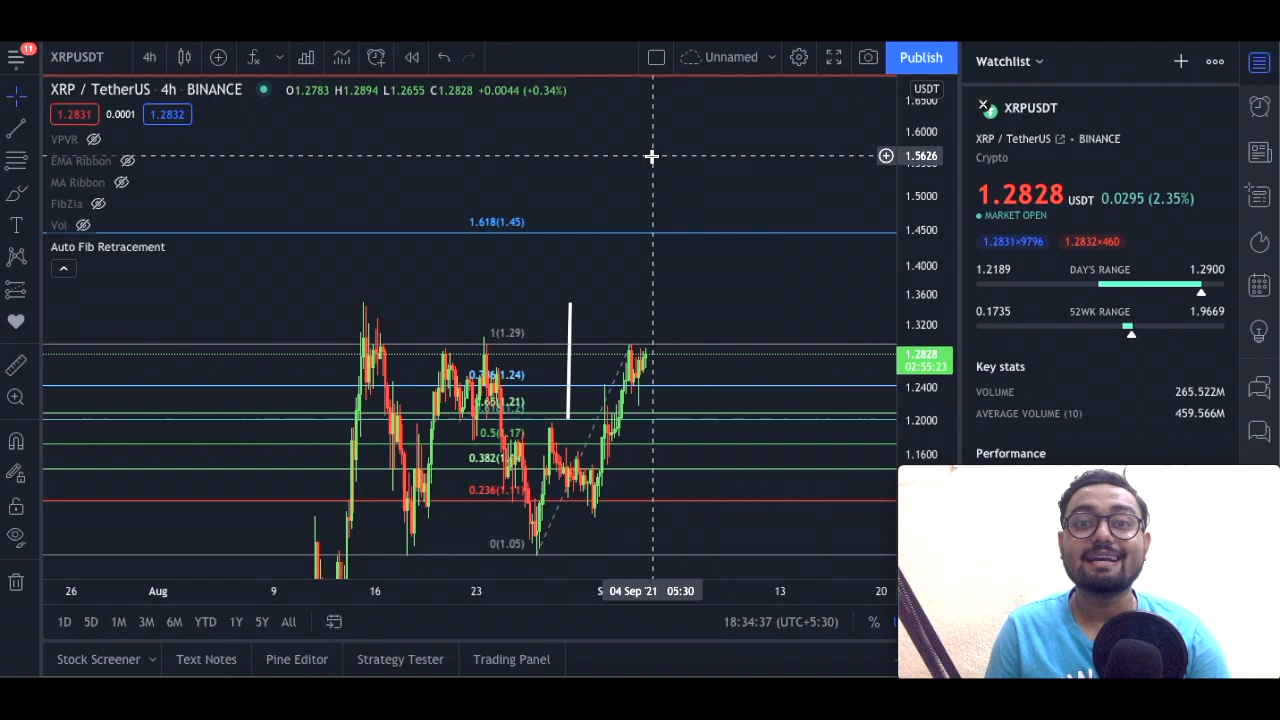 11
XRPUSDT
4h
Unnamed
Publish
Watchlist
XRP / TetherUS · 4h · BINANCE
O1.2783 H1.2894 L1.2655 C1.2828 +0.0044 (+0.34%)
USDT
1.2831
0.0001
1.2832
VPVR
EMA Ribbon
MA Ribbon
FibZia
Vol
Auto Fib Retracement
1.6000
1.5626
1.5000
1.4500
1.4000
1.3600
1.3200
1.2828
02:55:23
1.2400
1.2000
1.1600
1.618(1.45)
1(1.29)
0.5(1.17)
0.236(1.11)
0(1.05)
26
Aug
9
16
23
04 Sep '21 05:30
13
20
1D 5D 1M 3M 6M YTD 1Y 5Y All
18:34:37 (UTC+5:30)
%
Stock Screener
Text Notes
Pine Editor
Strategy Tester
Trading Panel
XRPUSDT
XRP / TetherUS • BINANCE
Crypto
1.2828 USDT 0.0295 (2.35%)
MARKET OPEN
1.2831×9796
1.2832×460
1.2189 DAY'S RANGE 1.2900
0.1735 52WK RANGE 1.9669
Key stats
VOLUME 265.522M
AVERAGE VOLUME (10) 459.566M
Performance